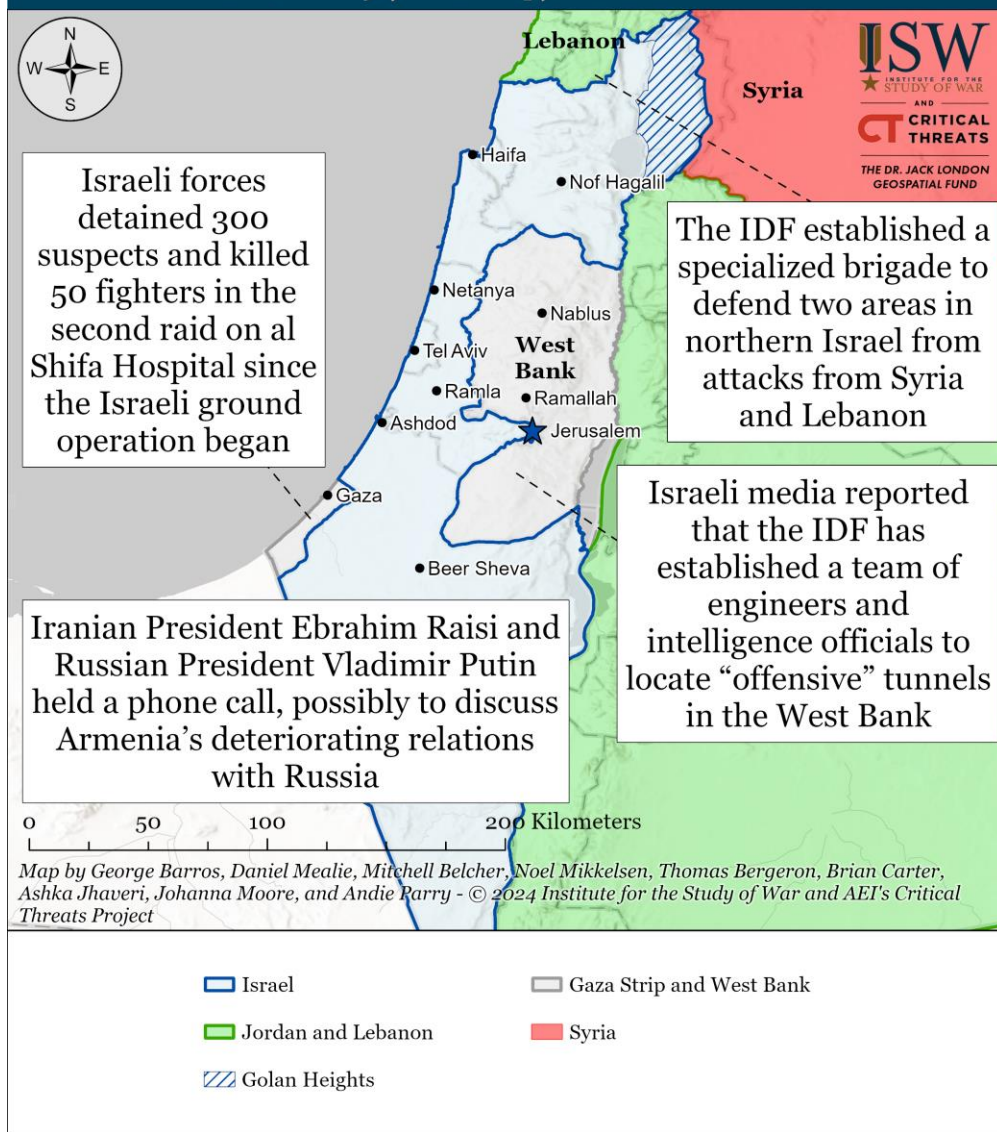 N
W
E
S
Lebanon
Syria
ISW
INSTITUTE FOR THE
STUDY OF WAR
AND
CT CRITICAL
THREATS
THE DR. JACK LONDON
GEOSPATIAL FUND
Israeli forces
detained 300
suspects and killed
50 fighters in the
second raid on al
Shifa Hospital since
the Israeli ground
operation began
Haifa
Nof Hagalil
The IDF established a
specialized brigade to
defend two areas in
northern Israel from
attacks from Syria
and Lebanon
Netanya
Nablus
Tel Aviv
West
Bank
Ramla
Ramallah
Ashdod
Jerusalem
Gaza
Beer Sheva
Israeli media reported
that the IDF has
established a team of
engineers and
intelligence officials to
locate “offensive” tunnels
in the West Bank
Iranian President Ebrahim Raisi and
Russian President Vladimir Putin
held a phone call, possibly to discuss
Armenia’s deteriorating relations
with Russia
0 50 100 200 Kilometers
Map by George Barros, Daniel Mealie, Mitchell Belcher, Noel Mikkelsen, Thomas Bergeron, Brian Carter,
Ashka Jhaveri, Johanna Moore, and Andie Parry - © 2024 Institute for the Study of War and AEI's Critical
Threats Project
Israel
Gaza Strip and West Bank
Jordan and Lebanon
Syria
Golan Heights